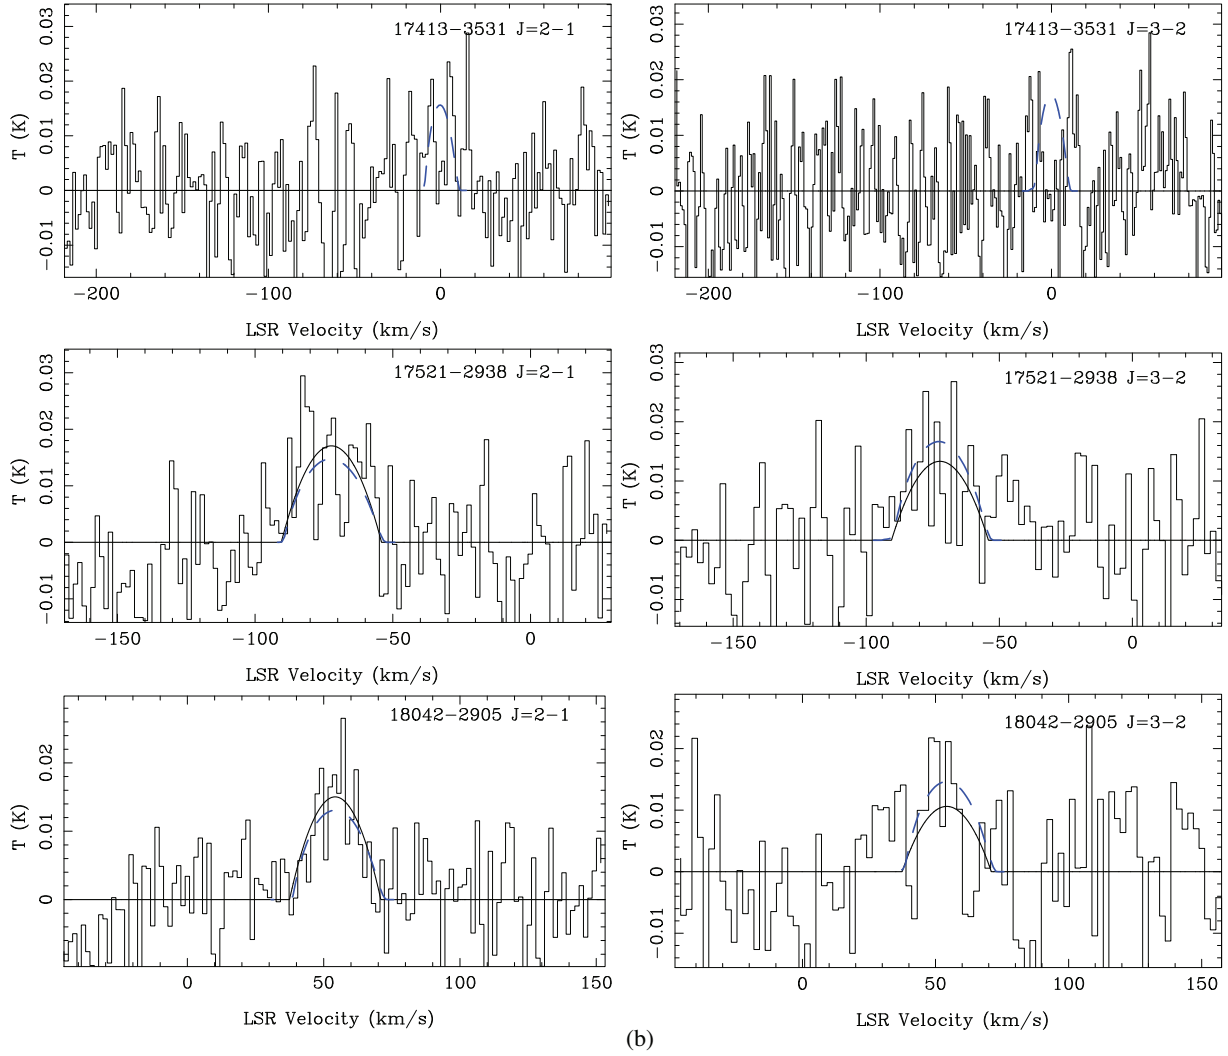 17413−3531 J=2−1
T (K)
−0.01 0 0.01 0.02 0.03
−200 −100 0
LSR Velocity (km/s)
17413−3531 J=3−2
T (K)
−0.01 0 0.01 0.02 0.03
−200 −100 0
LSR Velocity (km/s)
17521−2938 J=2−1
T (K)
−0.01 0 0.01 0.02 0.03
−150 −100 −50 0
LSR Velocity (km/s)
17521−2938 J=3−2
T (K)
−0.01 0 0.01 0.02 0.03
−150 −100 −50 0
LSR Velocity (km/s)
18042−2905 J=2−1
T (K)
0 0.01 0.02
0 50 100 150
LSR Velocity (km/s)
18042−2905 J=3−2
T (K)
−0.01 0 0.01 0.02
0 50 100 150
LSR Velocity (km/s)
(b)